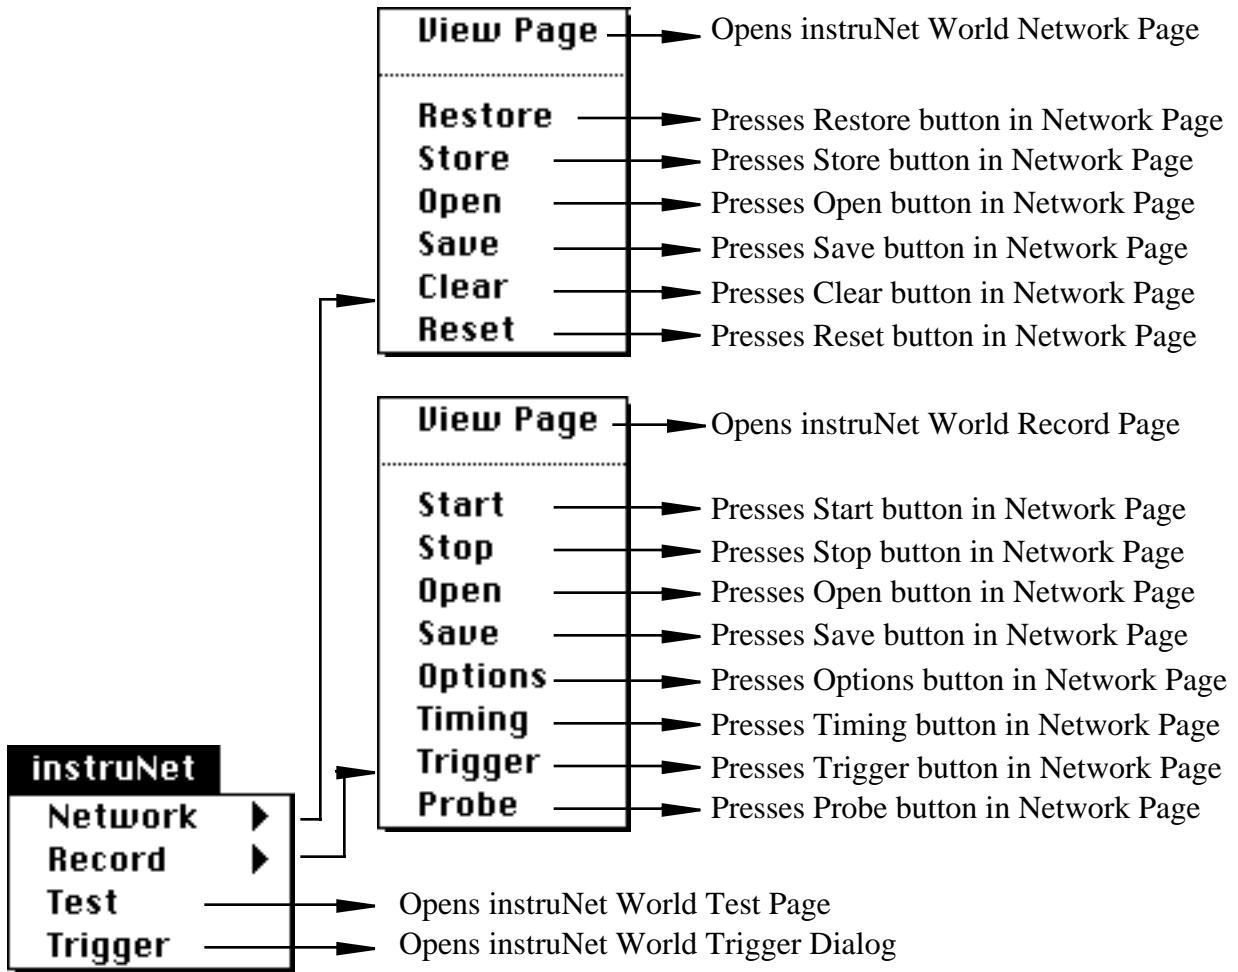 View Page Opens instruNet World Network Page
Restore Presses Restore button in Network Page
Store Presses Store button in Network Page
Open Presses Open button in Network Page
Save Presses Save button in Network Page
Clear Presses Clear button in Network Page
Reset Presses Reset button in Network Page
View Page Opens instruNet World Record Page
Start Presses Start button in Network Page
Stop Presses Stop button in Network Page
Open Presses Open button in Network Page
Save Presses Save button in Network Page
Options Presses Options button in Network Page
Timing Presses Timing button in Network Page
Trigger Presses Trigger button in Network Page
Probe Presses Probe button in Network Page
instruNet
Network
Record
Test Opens instruNet World Test Page
Trigger Opens instruNet World Trigger Dialog